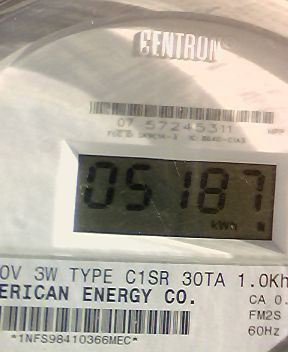 CENTRON®
07 57245311
05187
kWh
0V 3W TYPE C1SR 30TA 1.0Kh
ERICAN ENERGY CO.
CA 0.
FM2S
60Hz
*1NFS98410366MEC*